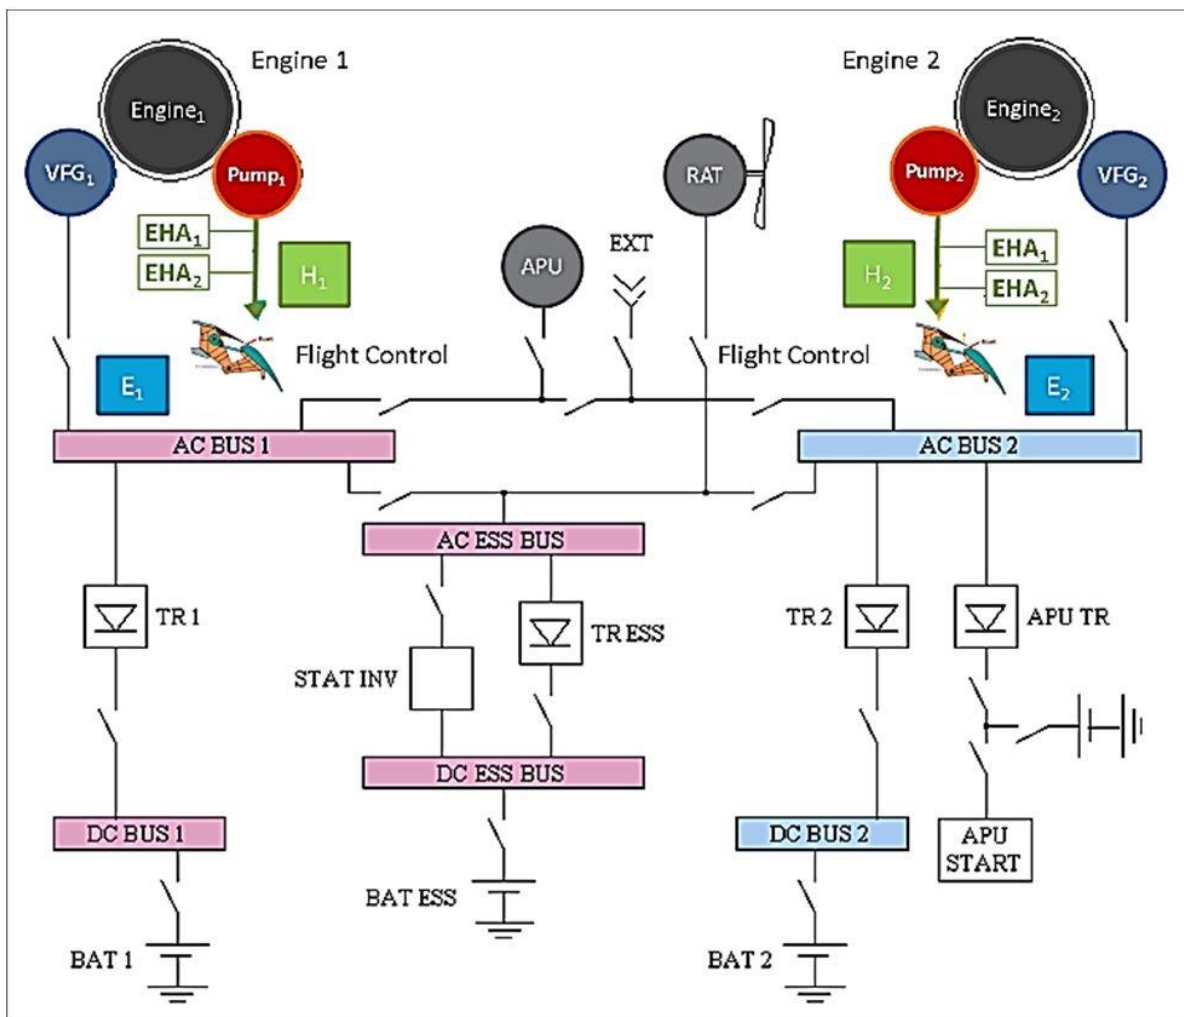 Engine 1
Engine 2
Engine₁
Engine₂
VFG₁
Pump₁
RAT
Pump₂
VFG₂
EHA₁
EHA₂
H₁
APU
EXT
H₂
EHA₁
EHA₂
Flight Control
Flight Control
E₁
E₂
AC BUS 1
AC BUS 2
AC ESS BUS
TR 1
STAT INV
TR ESS
TR 2
APU TR
DC ESS BUS
DC BUS 1
DC BUS 2
APU
START
BAT ESS
BAT 1
BAT 2